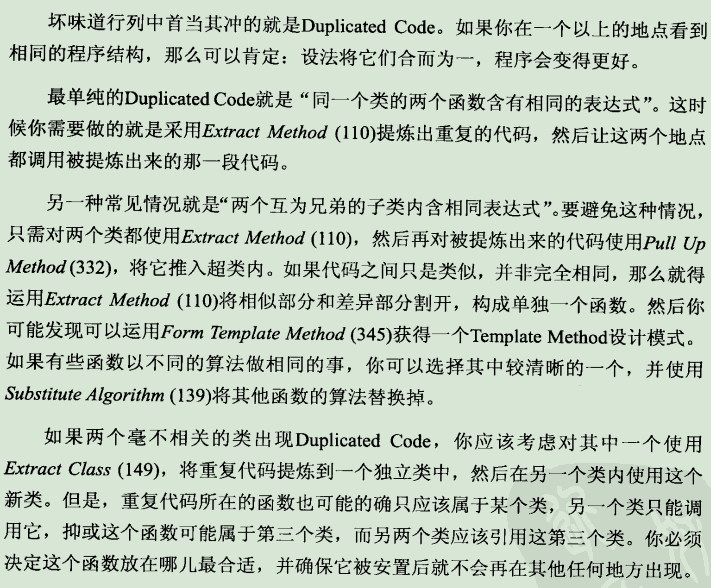 坏味道行列中首当其冲的就是Duplicated Code。如果你在一个以上的地点看到
相同的程序结构，那么可以肯定：设法将它们合而为一，程序会变得更好。
最单纯的Duplicated Code就是“同一个类的两个函数含有相同的表达式”。这时
候你需要做的就是采用Extract Method (110)提炼出重复的代码，然后让这两个地点
都调用被提炼出来的那一段代码。
另一种常见情况就是“两个互为兄弟的子类内含相同表达式”。要避免这种情况，
只需对两个类都使用Extract Method (110)，然后再对被提炼出来的代码使用Pull Up
Method (332)，将它推入超类内。如果代码之间只是类似，并非完全相同，那么就得
运用Extract Method (110)将相似部分和差异部分割开，构成单独一个函数。然后你
可能发现可以运用Form Template Method (345)获得一个Template Method设计模式。
如果有些函数以不同的算法做相同的事，你可以选择其中较清晰的一个，并使用
Substitute Algorithm (139)将其他函数的算法替换掉。
如果两个毫不相关的类出现Duplicated Code，你应该考虑对其中一个使用
Extract Class (149)，将重复代码提炼到一个独立类中，然后在另一个类内使用这个
新类。但是，重复代码所在的函数也可能的确只应该属于某个类，另一个类只能调
用它，抑或这个函数可能属于第三个类，而另两个类应该引用这第三个类。你必须
决定这个函数放在哪儿最合适，并确保它被安置后就不会再在其他任何地方出现。